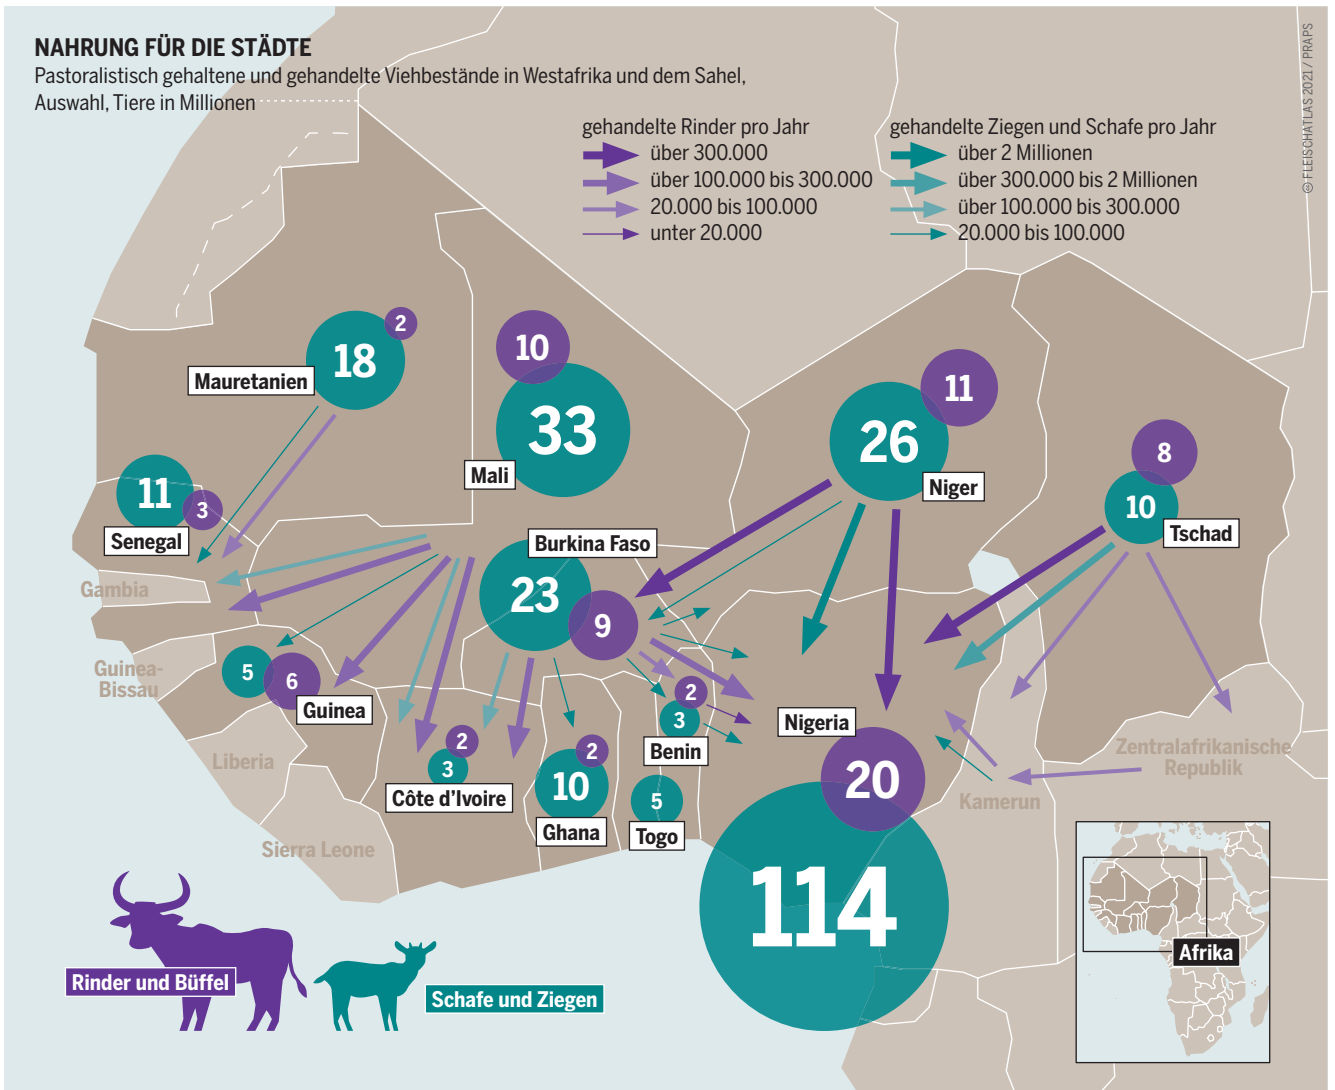 NAHRUNG FÜR DIE STÄDTE
Pastoralistisch gehaltene und gehandelte Viehbestände in Westafrika und dem Sahel,
Auswahl, Tiere in Millionen
gehandelte Rinder pro Jahr
über 300.000
über 100.000 bis 300.000
20.000 bis 100.000
unter 20.000
gehandelte Ziegen und Schafe pro Jahr
über 2 Millionen
über 300.000 bis 2 Millionen
über 100.000 bis 300.000
20.000 bis 100.000
© FLEISCHATLAS 2021 / PRAPS
2
18
Mauretanien
10
33
Mali
11
26
Niger
8
10
Tschad
11
3
Senegal
Gambia
Burkina Faso
23
9
Guinea-
Bissau
5
6
Guinea
2
3
Benin
Nigeria
20
114
Liberia
2
3
Côte d'Ivoire
2
10
Ghana
5
Togo
Zentralafrikanische
Republik
Kamerun
Sierra Leone
Rinder und Büffel
Schafe und Ziegen
Afrika